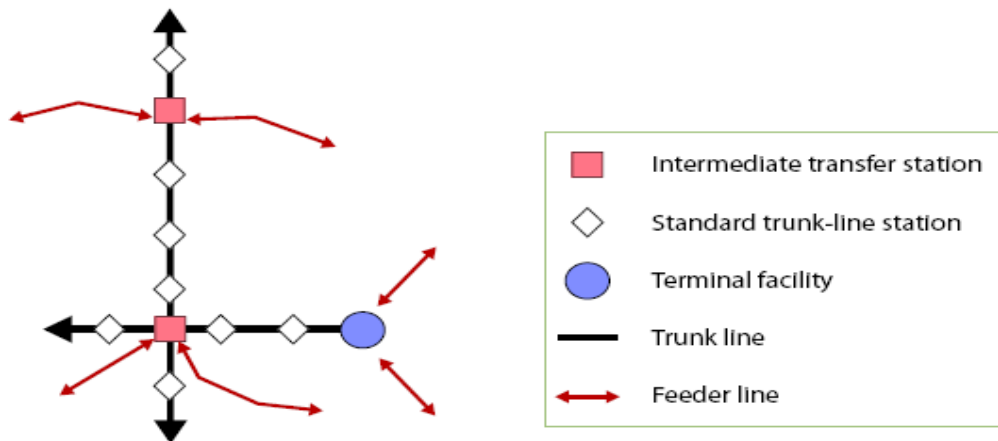 Intermediate transfer station
Standard trunk-line station
Terminal facility
Trunk line
Feeder line